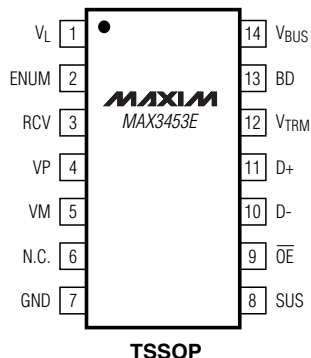 VL 1 14 VBUS
ENUM 2 13 BD
MAXIM
RCV 3 MAX3453E 12 VTRM
VP 4 11 D+
VM 5 10 D-
N.C. 6 9 OE
GND 7 8 SUS
TSSOP